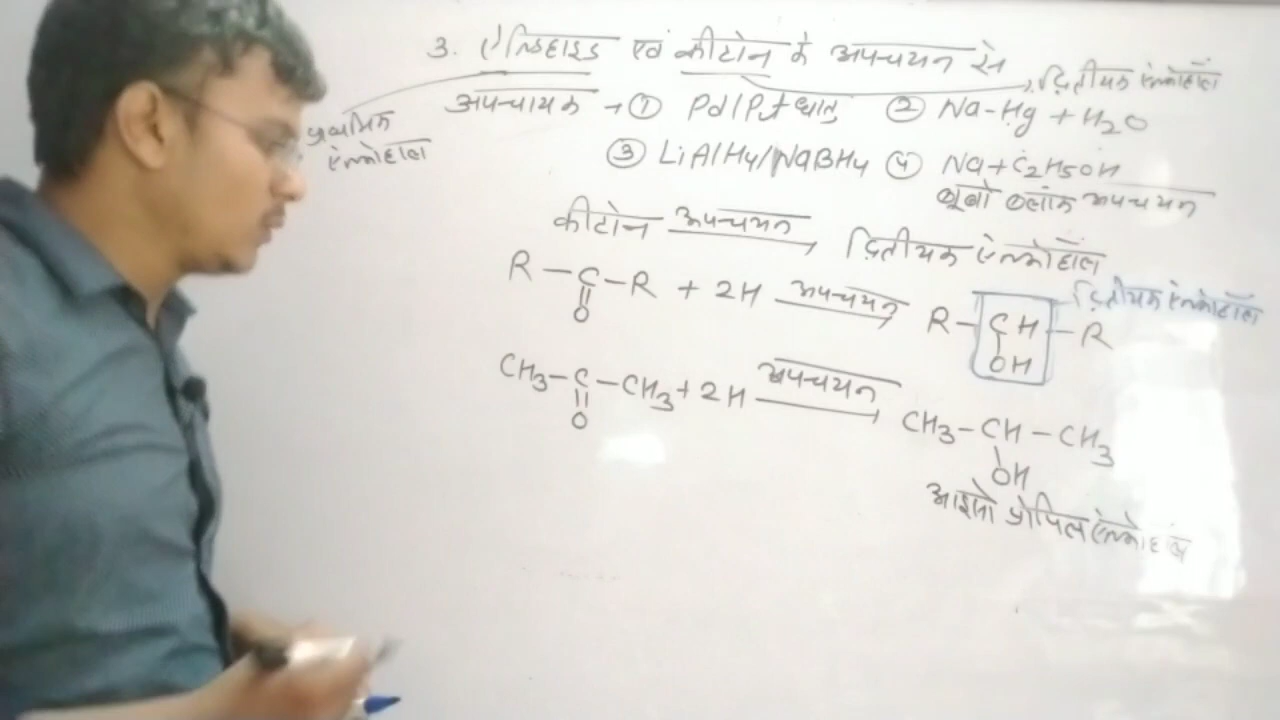 3. ऐल्डिहाइड एवं कीटोन के अपचयन से
द्वितीयक ऐल्कोहॉल
प्राथमिक ऐल्कोहॉल
अपचायक → ① Pd/Pt धातु ② Na-Hg + H2O
③ LiAlH4/NaBH4 ④ Na+C2H5OH
बूवो ब्लांक अपचयन
कीटोन अपचयन → द्वितीयक ऐल्कोहॉल
R – C – R + 2H अपचयन → R – CH – R
O OH
द्वितीयक ऐल्कोहॉल
CH3 – C – CH3 + 2H अपचयन → CH3 – CH – CH3
O OH
आइसो प्रोपिल ऐल्कोहॉल